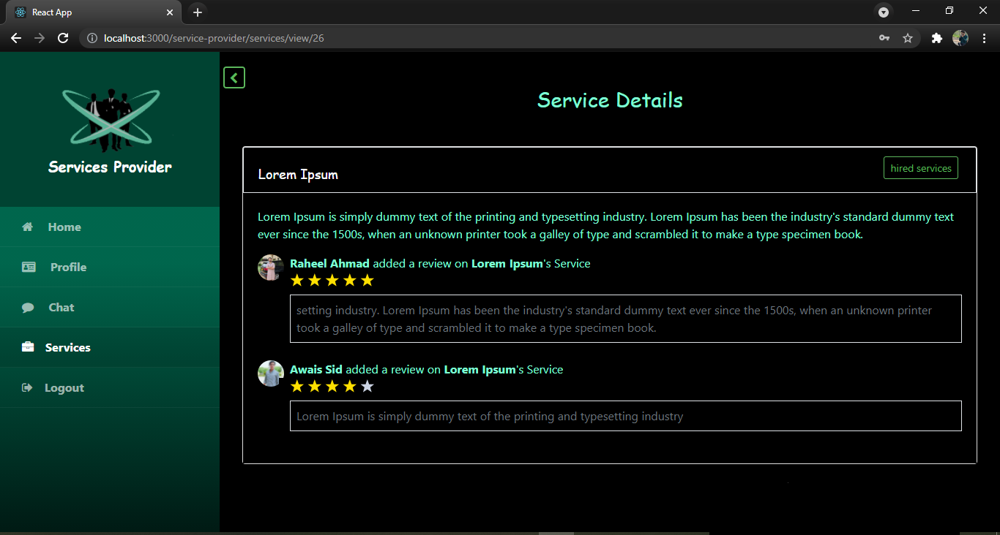 React App
localhost:3000/service-provider/services/view/26
Services Provider
Home
Profile
Chat
Services
Logout
Service Details
Lorem Ipsum
hired services
Lorem Ipsum is simply dummy text of the printing and typesetting industry. Lorem Ipsum has been the industry's standard dummy text
ever since the 1500s, when an unknown printer took a galley of type and scrambled it to make a type specimen book.
Raheel Ahmad added a review on Lorem Ipsum's Service
setting industry. Lorem Ipsum has been the industry's standard dummy text ever since the 1500s, when an unknown printer
took a galley of type and scrambled it to make a type specimen book.
Awais Sid added a review on Lorem Ipsum's Service
Lorem Ipsum is simply dummy text of the printing and typesetting industry